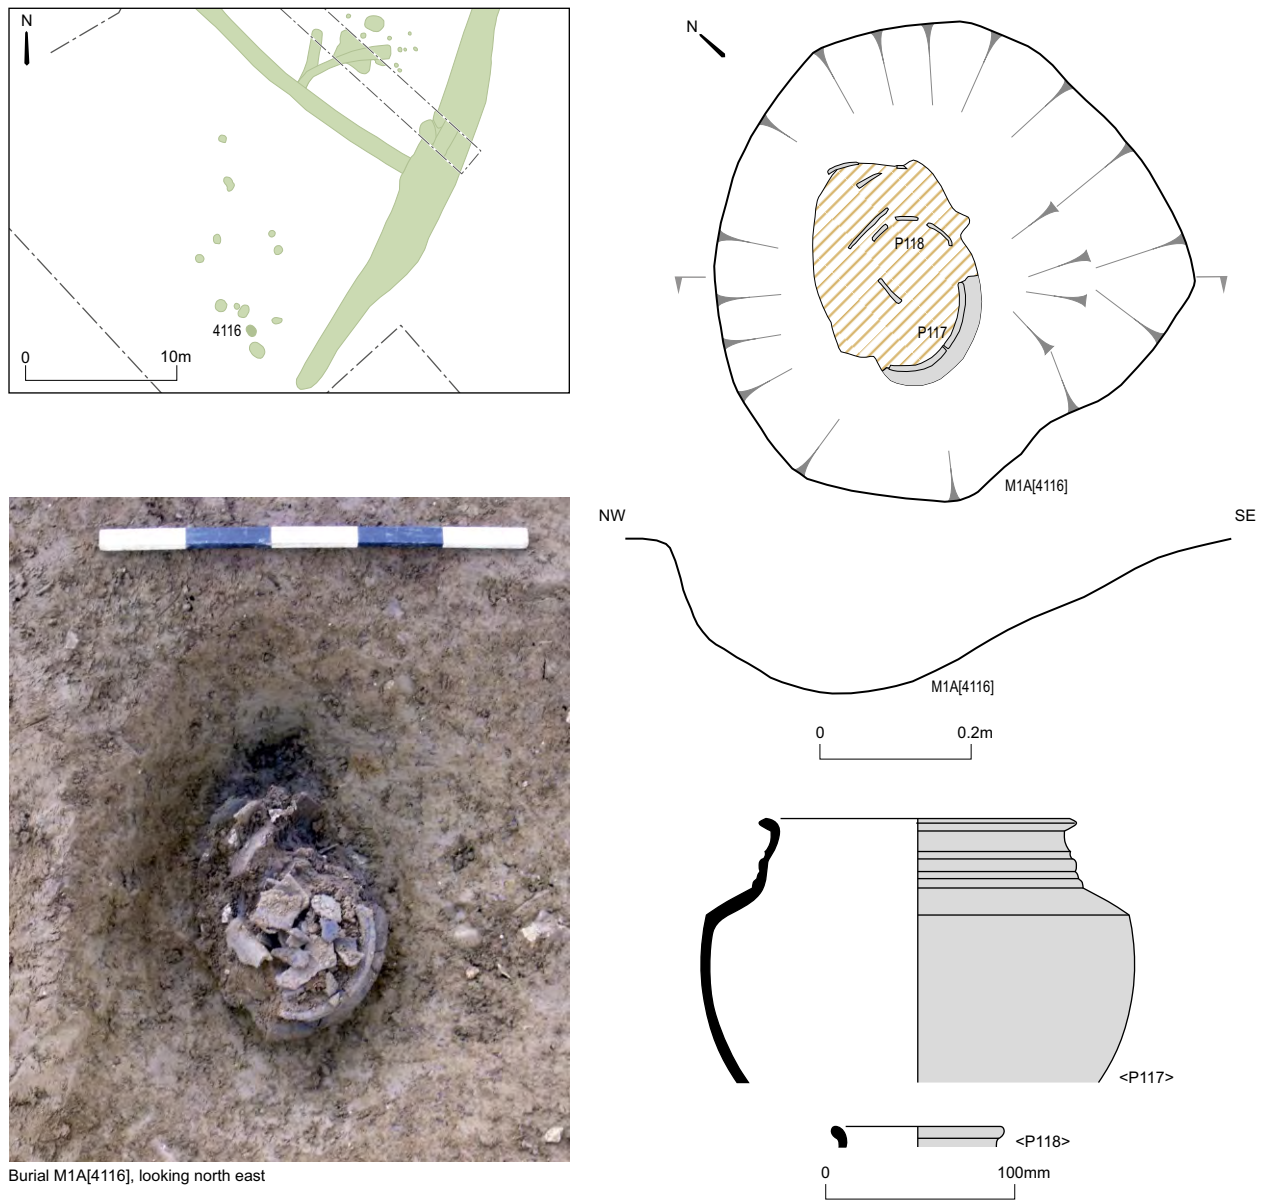 N
4116
0
10m
N
P118
P117
M1A[4116]
NW
SE
M1A[4116]
0
0.2m
<P117>
<P118>
0
100mm
Burial M1A[4116], looking north east